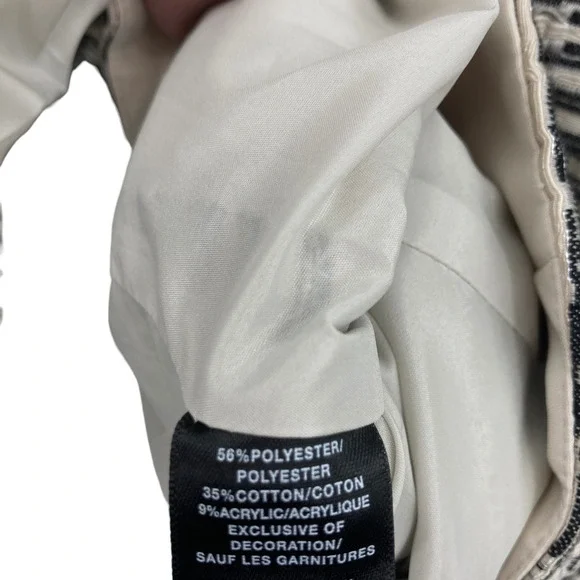 56%POLYESTER/
POLYESTER
35%COTTON/COTON
9%ACRYLIC/ACRYLIQUE
EXCLUSIVE OF
DECORATION/
SAUF LES GARNITURES